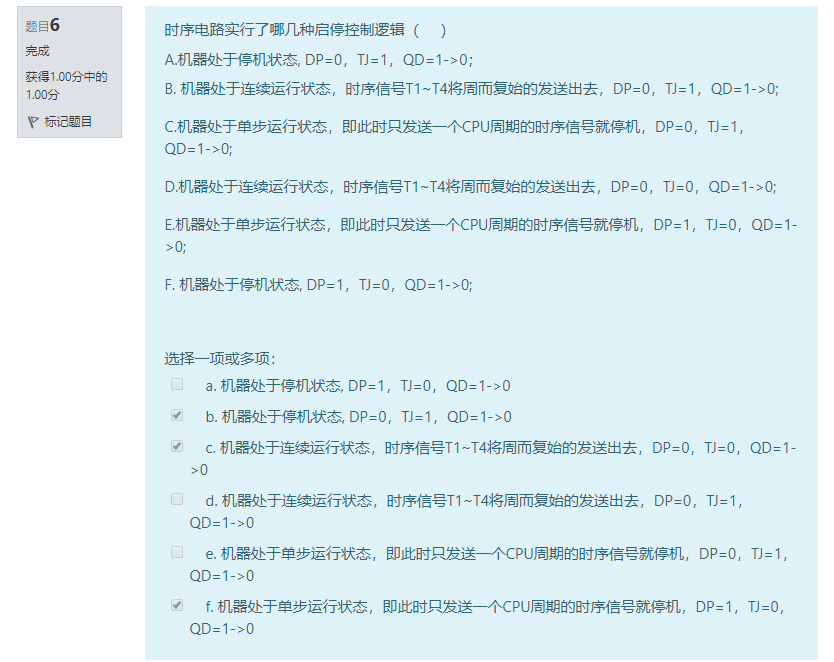 题目6
完成
获得1.00分中的
1.00分
标记题目
时序电路实行了哪几种启停控制逻辑（　）
A.机器处于停机状态, DP=0，TJ=1，QD=1->0；
B. 机器处于连续运行状态，时序信号T1~T4将周而复始的发送出去，DP=0，TJ=1，QD=1->0;
C.机器处于单步运行状态，即此时只发送一个CPU周期的时序信号就停机，DP=0，TJ=1，
QD=1->0;
D.机器处于连续运行状态，时序信号T1~T4将周而复始的发送出去，DP=0，TJ=0，QD=1->0;
E.机器处于单步运行状态，即此时只发送一个CPU周期的时序信号就停机，DP=1，TJ=0，QD=1-
>0;
F. 机器处于停机状态, DP=1，TJ=0，QD=1->0;
选择一项或多项：
a. 机器处于停机状态, DP=1，TJ=0，QD=1->0
b. 机器处于停机状态, DP=0，TJ=1，QD=1->0
c. 机器处于连续运行状态，时序信号T1~T4将周而复始的发送出去，DP=0，TJ=0，QD=1-
>0
d. 机器处于连续运行状态，时序信号T1~T4将周而复始的发送出去，DP=0，TJ=1，
QD=1->0
e. 机器处于单步运行状态，即此时只发送一个CPU周期的时序信号就停机，DP=0，TJ=1，
QD=1->0
f. 机器处于单步运行状态，即此时只发送一个CPU周期的时序信号就停机，DP=1，TJ=0，
QD=1->0